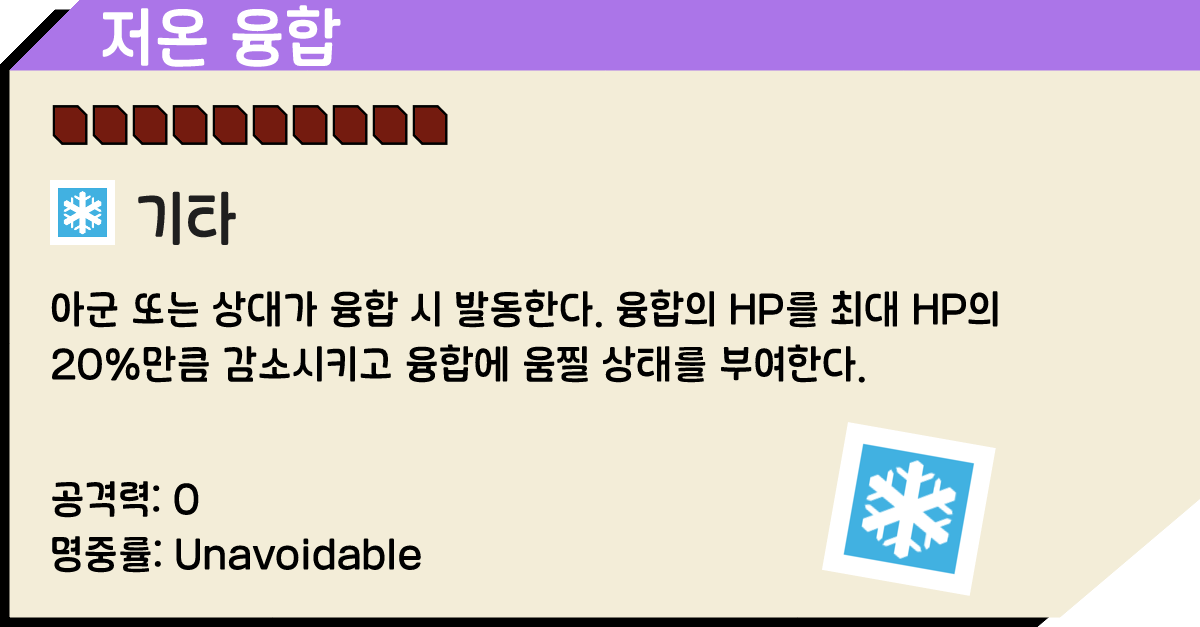 저온 융합
기타
아군 또는 상대가 융합 시 발동한다. 융합의 HP를 최대 HP의
20%만큼 감소시키고 융합에 움찔 상태를 부여한다.
공격력: 0
명중률: Unavoidable